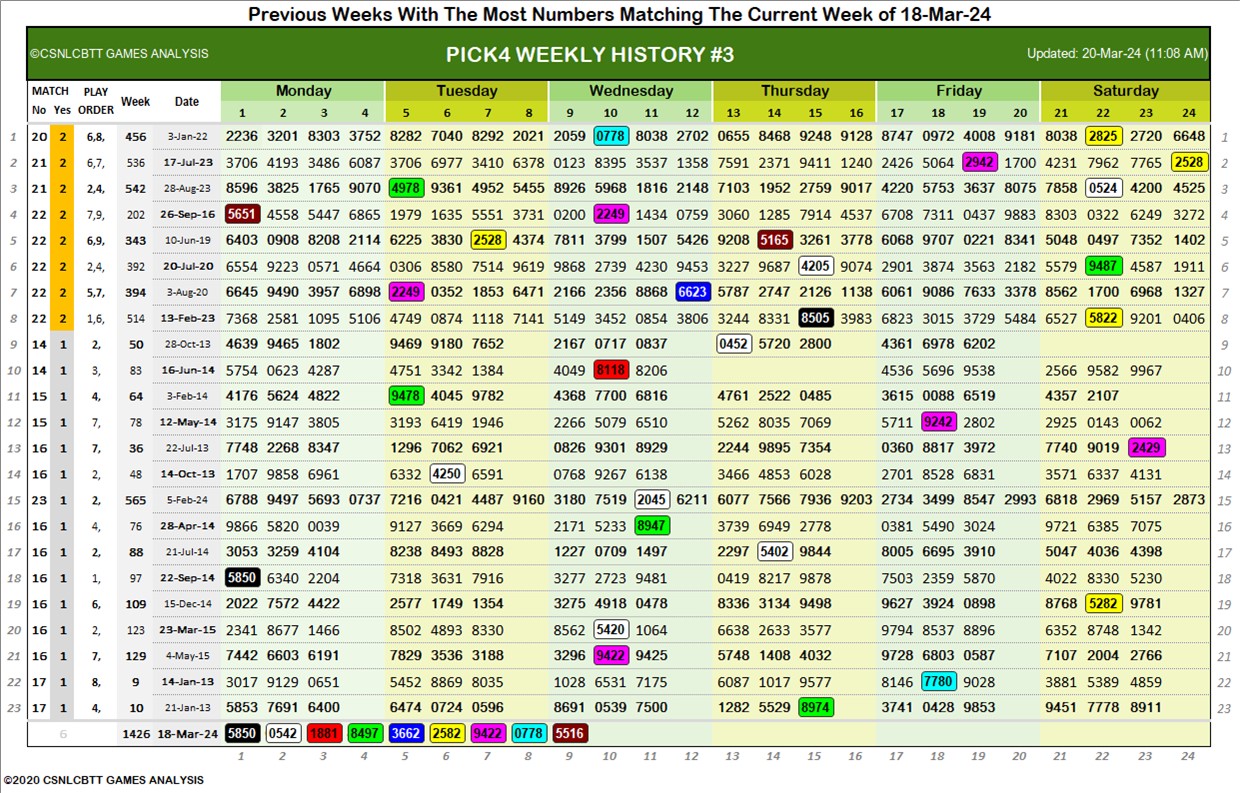 Previous Weeks With The Most Numbers Matching The Current Week of 18-Mar-24
©CSNLCBTT GAMES ANALYSIS PICK4 WEEKLY HISTORY #3 Updated: 20-Mar-24 (11:08 AM)
MATCH PLAY Week Date Monday Tuesday Wednesday Thursday Friday Saturday
No Yes ORDER 1 2 3 4 5 6 7 8 9 10 11 12 13 14 15 16 17 18 19 20 21 22 23 24
1 20 2 6,8, 456 3-Jan-22 2236 3201 8303 3752 8282 7040 8292 2021 2059 0778 8038 2702 0655 8468 9248 9128 8747 0972 4008 9181 8038 2825 2720 6648 1
2 21 2 6,7, 536 17-Jul-23 3706 4193 3486 6087 3706 6977 3410 6378 0123 8395 3537 1358 7591 2371 9411 1240 2426 5064 2942 1700 4231 7962 7765 2528 2
3 21 2 2,4, 542 28-Aug-23 8596 3825 1765 9070 4978 9361 4952 5455 8926 5968 1816 2148 7103 1952 2759 9017 4220 5753 3637 8075 7858 0524 4200 4525 3
4 22 2 7,9, 202 26-Sep-16 5651 4558 5447 6865 1979 1635 5551 3731 0200 2249 1434 0759 3060 1285 7914 4537 6708 7311 0437 9883 8303 0322 6249 3272 4
5 22 2 6,9, 343 10-Jun-19 6403 0908 8208 2114 6225 3830 2528 4374 7811 3799 1507 5426 9208 5165 3261 3778 6068 9707 0221 8341 5048 0497 7352 1402 5
6 22 2 2,4, 392 20-Jul-20 6554 9223 0571 4664 0306 8580 7514 9619 9868 2739 4230 9453 3227 9687 4205 9074 2901 3874 3563 2182 5579 9487 4587 1911 6
7 22 2 5,7, 394 3-Aug-20 6645 9490 3957 6898 2249 0352 1853 6471 2166 2356 8868 6623 5787 2747 2126 9138 6061 9086 7633 3378 8562 1700 6968 1327 7
8 22 2 1,6, 514 13-Feb-23 7368 2581 1095 5106 4749 0874 1118 7141 5149 3452 0854 3806 3244 8331 8505 3983 6823 3015 3729 5484 6527 5822 9201 0406 8
9 14 1 2, 50 28-Oct-13 4639 9465 1802 9469 9180 7652 2167 0717 0837 0452 5720 2800 4361 6978 6202 9
10 14 1 3, 83 16-Jun-14 5754 0623 4287 4751 3342 1384 4049 8118 8206 4536 5696 9538 2566 9582 9967 10
11 15 1 4, 64 3-Feb-14 4176 5624 4822 9478 4045 9782 4368 7700 6816 4761 2522 0485 3615 0088 6519 4357 2107 11
12 15 1 7, 78 12-May-14 3175 9147 3805 3193 6419 1946 2266 5079 6510 5262 8035 7069 5711 9242 2802 2925 0143 0062 12
13 16 1 7, 36 22-Jul-13 7748 2268 8347 1296 7062 6921 0826 9301 8929 2244 9895 7354 0360 8817 3972 7740 9019 2429 13
14 16 1 2, 48 14-Oct-13 1707 9858 6961 6332 4250 6591 0768 9267 6138 3466 4853 6028 2701 8528 6831 3571 6337 4131 14
15 23 1 2, 565 5-Feb-24 6788 9497 5693 0737 7216 0421 4487 9160 3180 7519 2045 6211 6077 7566 7936 9203 2734 3499 8547 2993 6818 2969 5157 2873 15
16 16 1 4, 76 28-Apr-14 9866 5820 0039 9127 3669 6294 2171 5233 8947 3739 6949 2778 0381 5490 3024 9721 6385 7075 16
17 16 1 2, 88 21-Jul-14 3053 3259 4104 8238 8493 8828 1227 0709 1497 2297 5402 9844 8005 6695 3910 5047 4036 4398 17
18 16 1 1, 97 22-Sep-14 5850 6340 2204 7318 3631 7916 3277 2723 9481 0419 8217 9878 7503 2359 5870 4022 8330 5230 18
19 16 1 6, 109 15-Dec-14 2022 7572 4422 2577 1749 1354 3275 4918 0478 8336 3134 9498 9627 3924 0898 8768 5282 9781 19
20 16 1 2, 123 23-Mar-15 2341 8677 1466 8502 4893 8330 8562 5420 1064 6638 2633 3577 9794 8537 8896 6352 8748 1342 20
21 16 1 7, 129 4-May-15 7442 6603 6191 7829 3536 3188 3296 9422 9425 5748 1408 4032 9728 6803 0587 7107 2004 2766 21
22 17 1 8, 9 14-Jan-13 3017 9129 0651 5452 8869 8035 1028 6531 7175 6087 1017 9577 8146 7780 9028 3881 5389 4859 22
23 17 1 4, 10 21-Jan-13 5853 7691 6400 6474 0724 0596 8691 0539 7500 1282 5529 8974 3741 0428 9853 9451 7778 8911 23
6 1426 18-Mar-24 5850 0542 1881 8497 3662 2582 9422 0778 5516
1 2 3 4 5 6 7 8 9 10 11 12 13 14 15 16 17 18 19 20 21 22 23 24
©2020 CSNLCBTT GAMES ANALYSIS